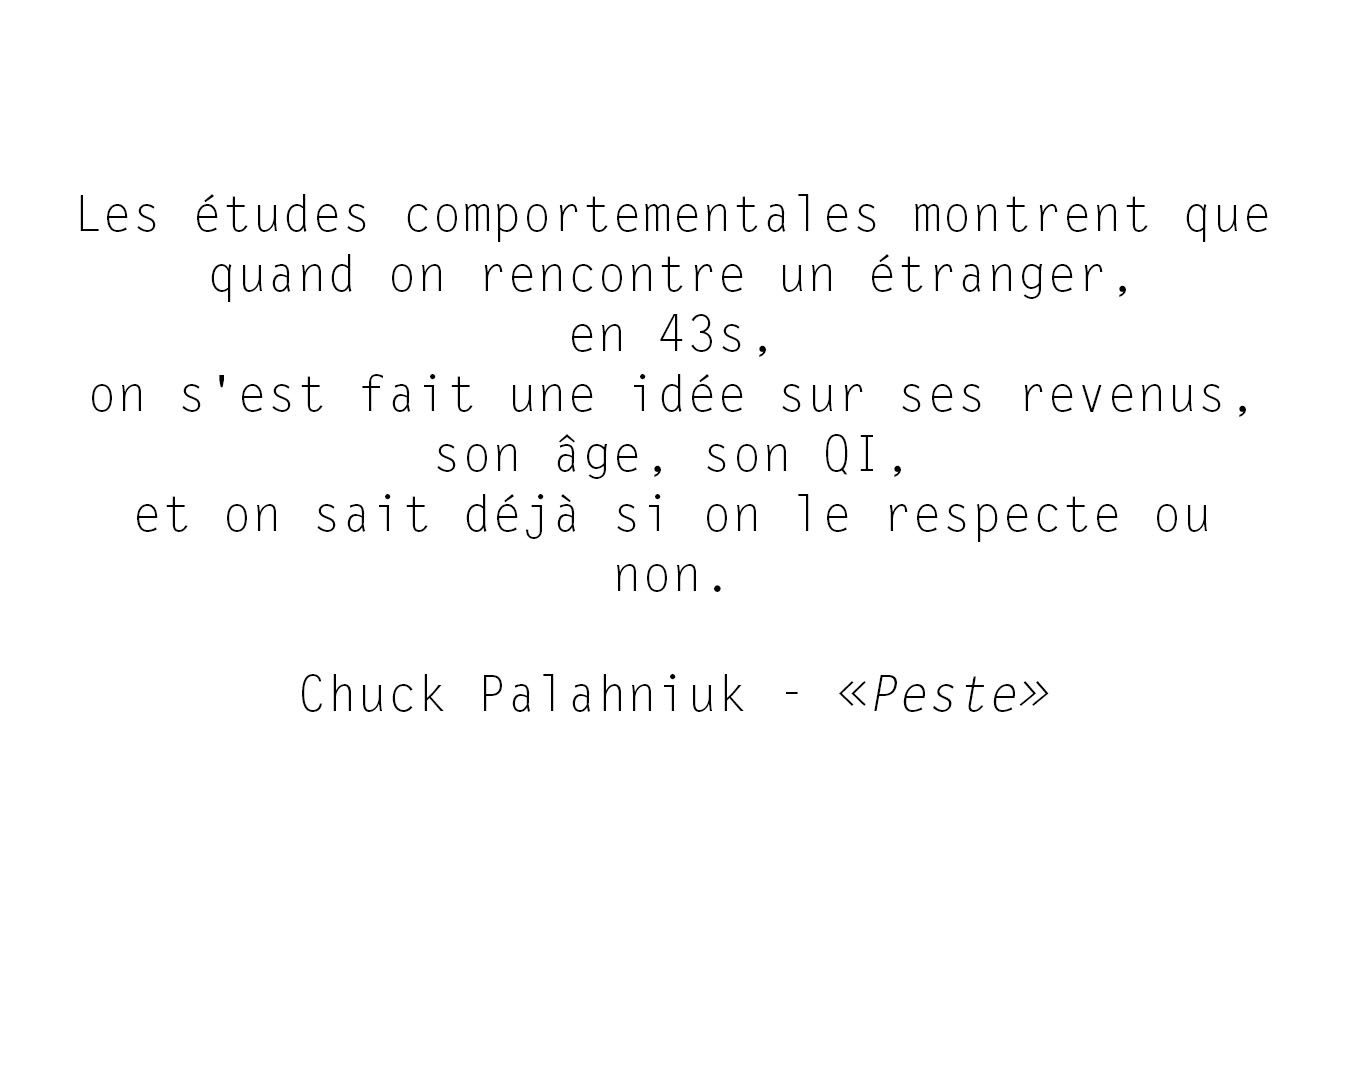 Les études comportementales montrent que
quand on rencontre un étranger,
en 43s,
on s'est fait une idée sur ses revenus,
son âge, son QI,
et on sait déjà si on le respecte ou
non.
Chuck Palahniuk - «Peste»